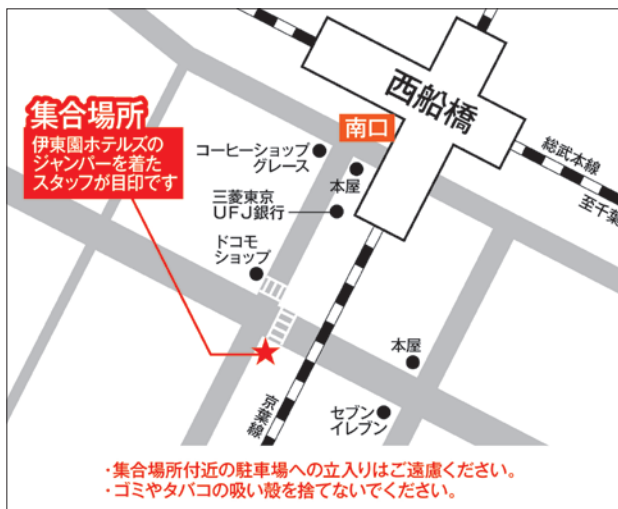 西船橋
南口
集合場所
伊東園ホテルズの
ジャンパーを着た
スタッフが目印です
コーヒーショップ
グレース
本屋
三菱東京
UFJ銀行
ドコモ
ショップ
総武本線
至千葉
本屋
セブン
イレブン
京葉線
・集合場所付近の駐車場への立入りはご遠慮ください。
・ゴミやタバコの吸い殻を捨てないでください。